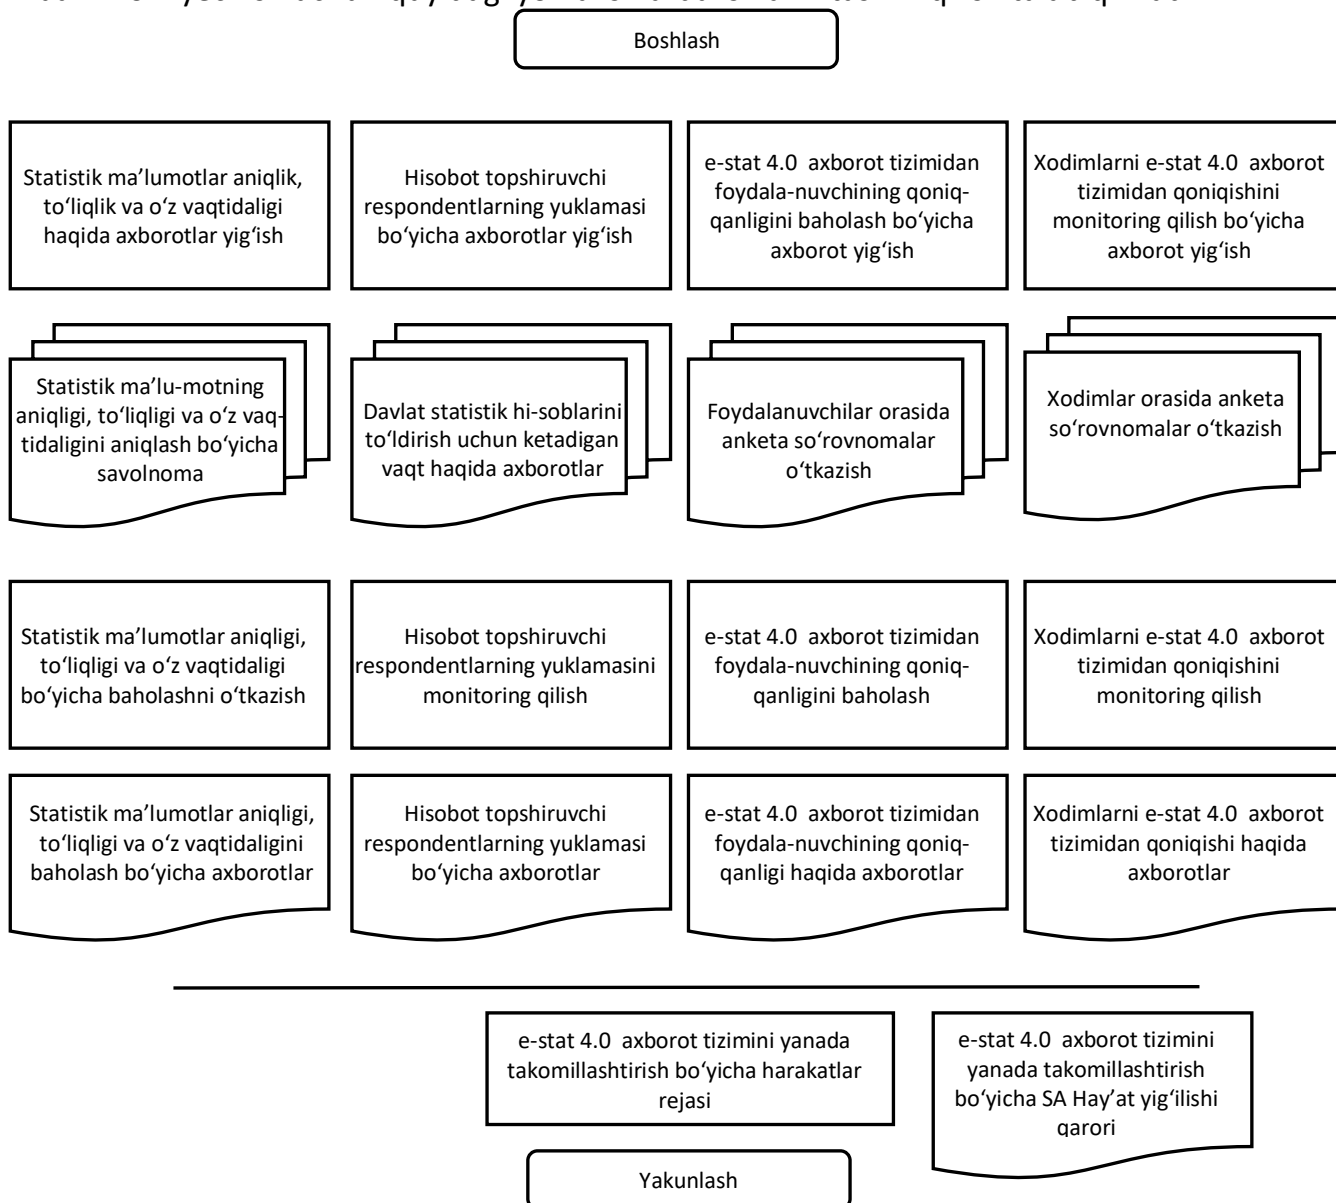 Boshlash
Statistik ma’lumotlar aniqlik,
to‘liqlik va o‘z vaqtidaligi
haqida axborotlar yig‘ish
Hisobot topshiruvchi
respondentlarning yuklamasi
bo‘yicha axborotlar yig‘ish
e-stat 4.0 axborot tizimidan
foydala-nuvchining qoniq-
qanligini baholash bo‘yicha
axborot yig‘ish
Xodimlarni e-stat 4.0 axborot
tizimidan qoniqishini
monitoring qilish bo‘yicha
axborot yig‘ish
Statistik ma’lu-motning
aniqligi, to‘liqligi va o‘z vaq-
tidaligini aniqlash bo‘yicha
savolnoma
Davlat statistik hi-soblarini
to‘ldirish uchun ketadigan
vaqt haqida axborotlar
Foydalanuvchilar orasida
anketa so‘rovnomalar
o‘tkazish
Xodimlar orasida anketa
so‘rovnomalar o‘tkazish
Statistik ma’lumotlar aniqligi,
to‘liqligi va o‘z vaqtidaligi
bo‘yicha baholashni o‘tkazish
Hisobot topshiruvchi
respondentlarning yuklamasini
monitoring qilish
e-stat 4.0 axborot tizimidan
foydala-nuvchining qoniq-
qanligini baholash
Xodimlarni e-stat 4.0 axborot
tizimidan qoniqishini
monitoring qilish
Statistik ma’lumotlar aniqligi,
to‘liqligi va o‘z vaqtidaligini
baholash bo‘yicha axborotlar
Hisobot topshiruvchi
respondentlarning yuklamasi
bo‘yicha axborotlar
e-stat 4.0 axborot tizimidan
foydala-nuvchining qoniq-
qanligi haqida axborotlar
Xodimlarni e-stat 4.0 axborot
tizimidan qoniqishi haqida
axborotlar
e-stat 4.0 axborot tizimini yanada
takomillashtirish bo‘yicha harakatlar
rejasi
e-stat 4.0 axborot tizimini
yanada takomillashtirish
bo‘yicha SA Hay’at yig‘ilishi
qarori
Yakunlash